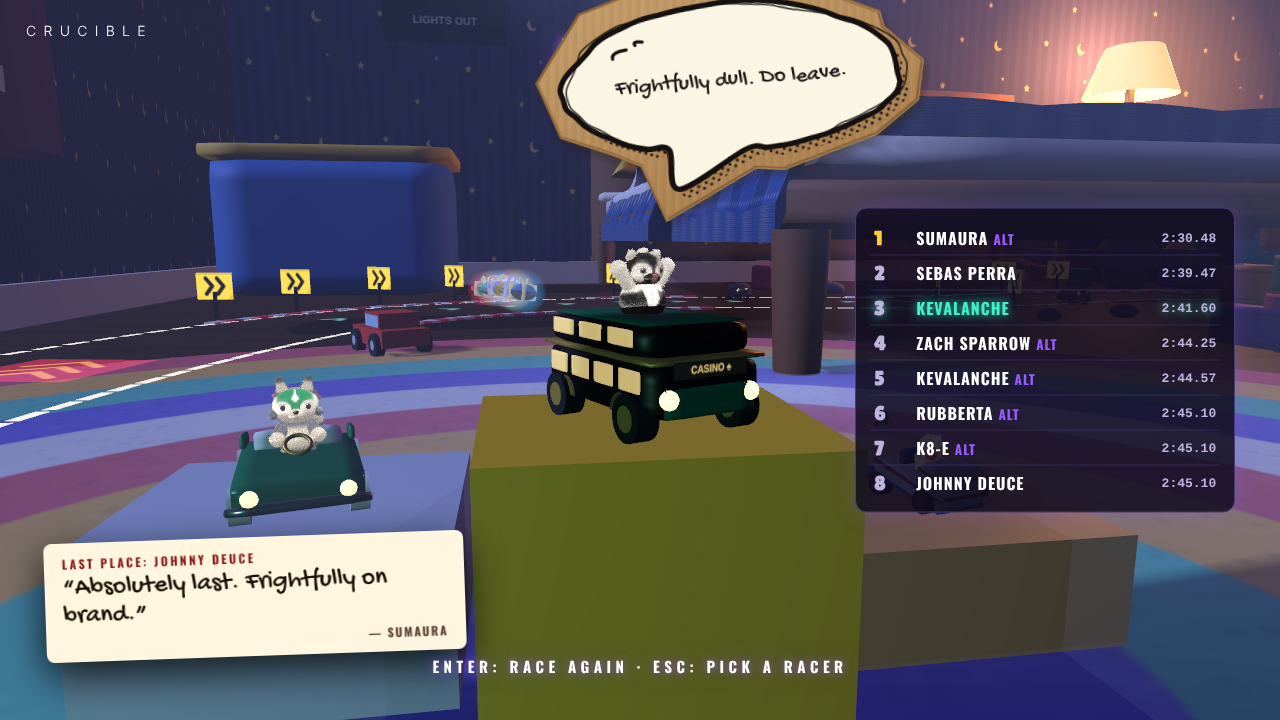 CRUCIBLE
LIGHTS OUT
Frightfully dull. Do leave.
CASINO ♠
1 SUMAURA ALT 2:30.48
2 SEBAS PERRA 2:39.47
3 KEVALANCHE 2:41.60
4 ZACH SPARROW ALT 2:44.25
5 KEVALANCHE ALT 2:44.57
6 RUBBERTA ALT 2:45.10
7 K8-E ALT 2:45.10
8 JOHNNY DEUCE 2:45.10
LAST PLACE: JOHNNY DEUCE
“Absolutely last. Frightfully on
brand.”
— SUMAURA
ENTER: RACE AGAIN · ESC: PICK A RACER